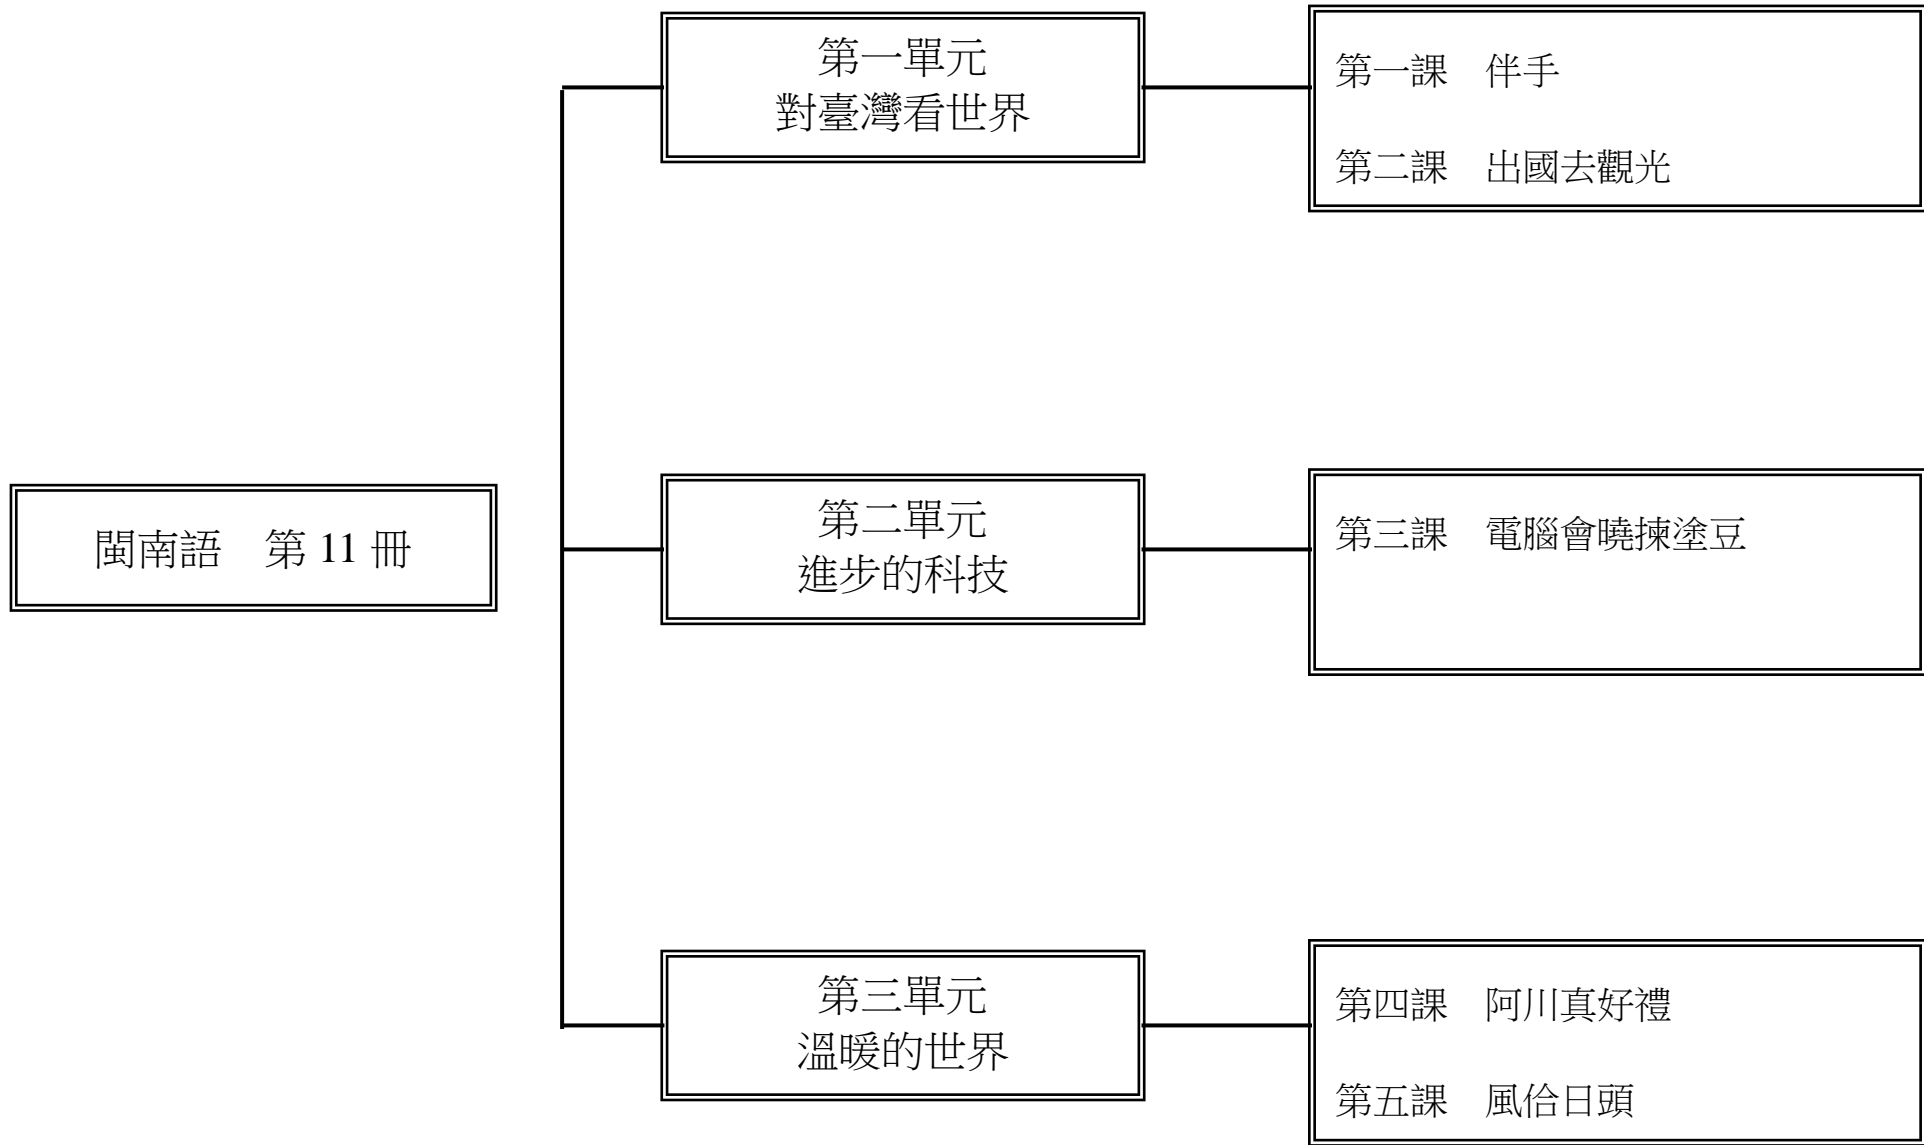 閩南語　第 11 冊
第一單元
對臺灣看世界
第一課　伴手
第二課　出國去觀光
第二單元
進步的科技
第三課　電腦會曉揀塗豆
第三單元
溫暖的世界
第四課　阿川真好禮
第五課　風佮日頭